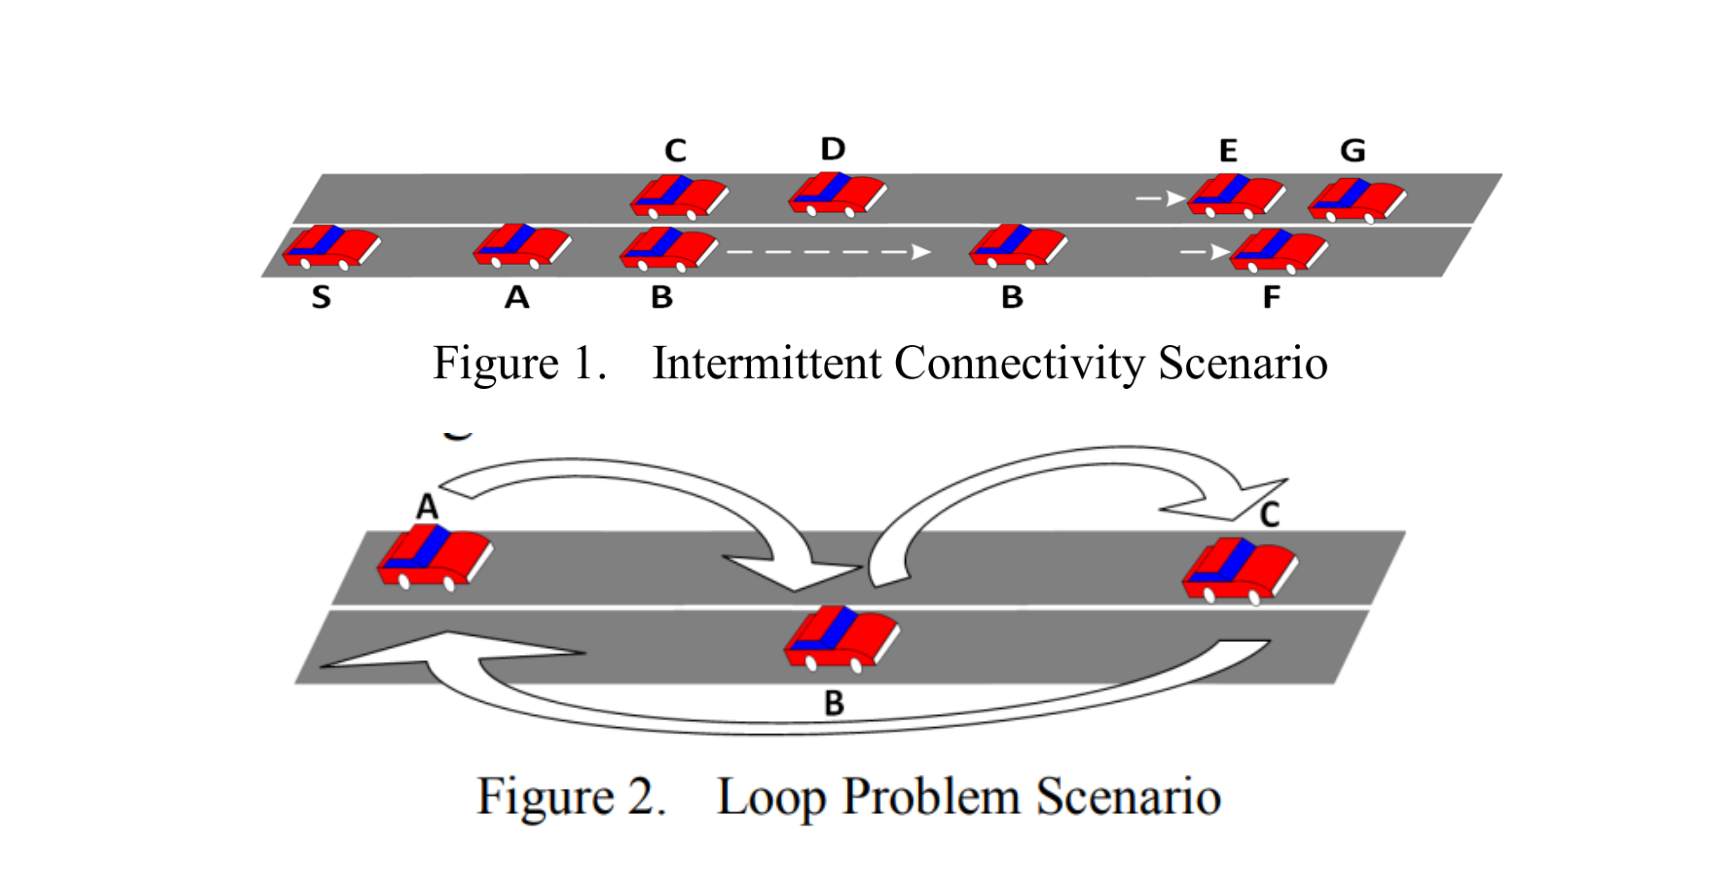 C D E G
S A B B F
Figure 1. Intermittent Connectivity Scenario
A C
B
Figure 2. Loop Problem Scenario